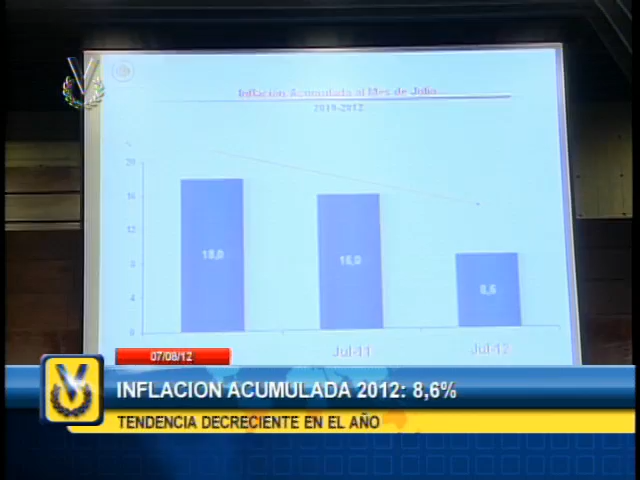 Inflación Acumulada al Mes de Julio
2010-2012
%
20
16
12
8
4
0
18,0
16,0
8,6
Jul-11
Jul-12
07/08/12
INFLACION ACUMULADA 2012: 8,6%
TENDENCIA DECRECIENTE EN EL AÑO